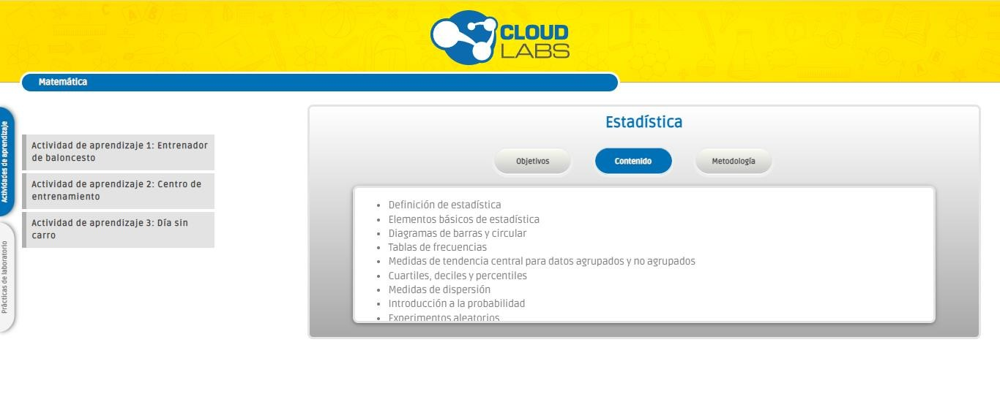 CLOUD
LABS
Matemática
Actividades de aprendizaje
Prácticas de laboratorio
Actividad de aprendizaje 1: Entrenador
de baloncesto
Actividad de aprendizaje 2: Centro de
entrenamiento
Actividad de aprendizaje 3: Día sin
carro
Estadística
Objetivos
Contenido
Metodología
• Definición de estadística
• Elementos básicos de estadística
• Diagramas de barras y circular
• Tablas de frecuencias
• Medidas de tendencia central para datos agrupados y no agrupados
• Cuartiles, deciles y percentiles
• Medidas de dispersión
• Introducción a la probabilidad
• Experimentos aleatorios